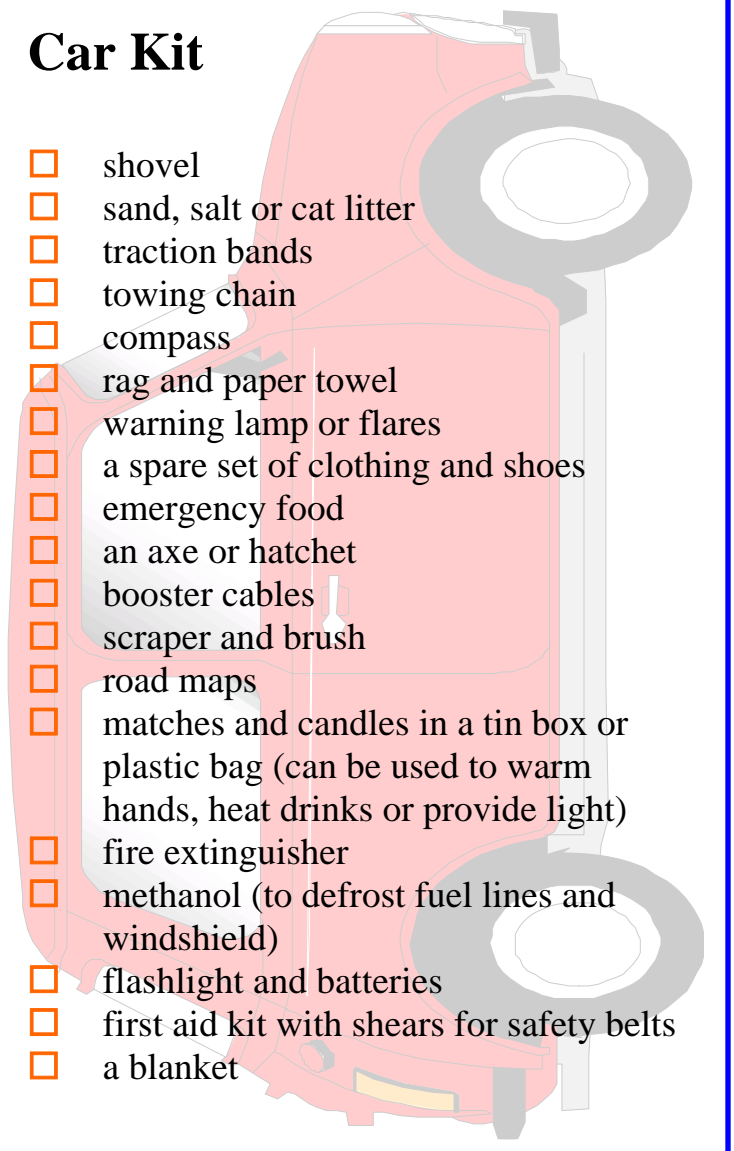 Car Kit
shovel
sand, salt or cat litter
traction bands
towing chain
compass
rag and paper towel
warning lamp or flares
a spare set of clothing and shoes
emergency food
an axe or hatchet
booster cables
scraper and brush
road maps
matches and candles in a tin box or
plastic bag (can be used to warm
hands, heat drinks or provide light)
fire extinguisher
methanol (to defrost fuel lines and
windshield)
flashlight and batteries
first aid kit with shears for safety belts
a blanket